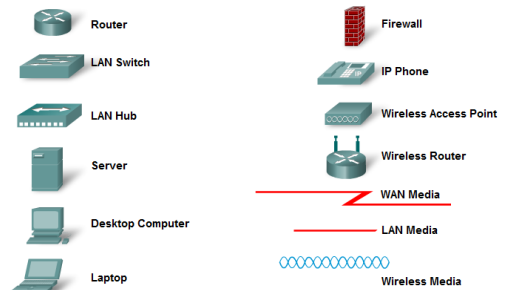 Router
LAN Switch
LAN Hub
Server
Desktop Computer
Laptop
Firewall
IP Phone
Wireless Access Point
Wireless Router
WAN Media
LAN Media
Wireless Media